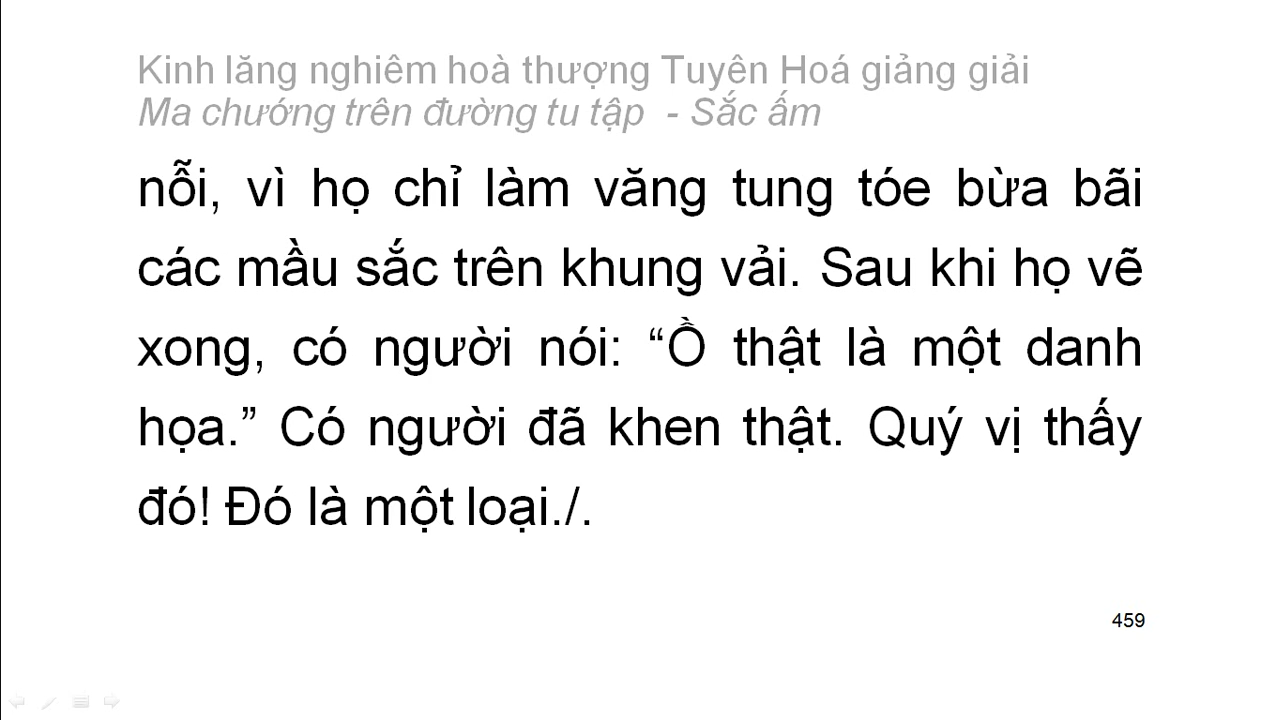 Kinh lăng nghiêm hoà thượng Tuyên Hoá giảng giải
Ma chướng trên đường tu tập - Sắc ấm
nỗi, vì họ chỉ làm văng tung tóe bừa bãi
các mầu sắc trên khung vải. Sau khi họ vẽ
xong, có người nói: “Ồ thật là một danh
họa.” Có người đã khen thật. Quý vị thấy
đó! Đó là một loại./.
459